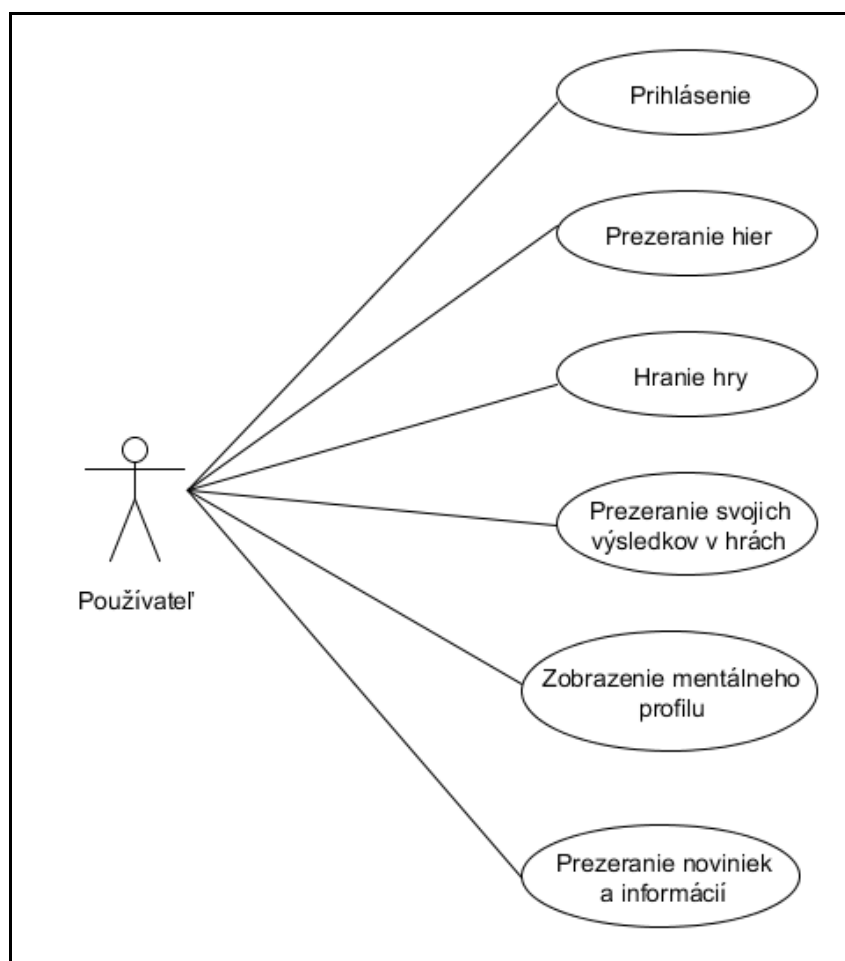 Prihlásenie
Prezeranie hier
Hranie hry
Prezeranie svojich
výsledkov v hrách
Používateľ
Zobrazenie mentálneho
profilu
Prezeranie noviniek
a informácií